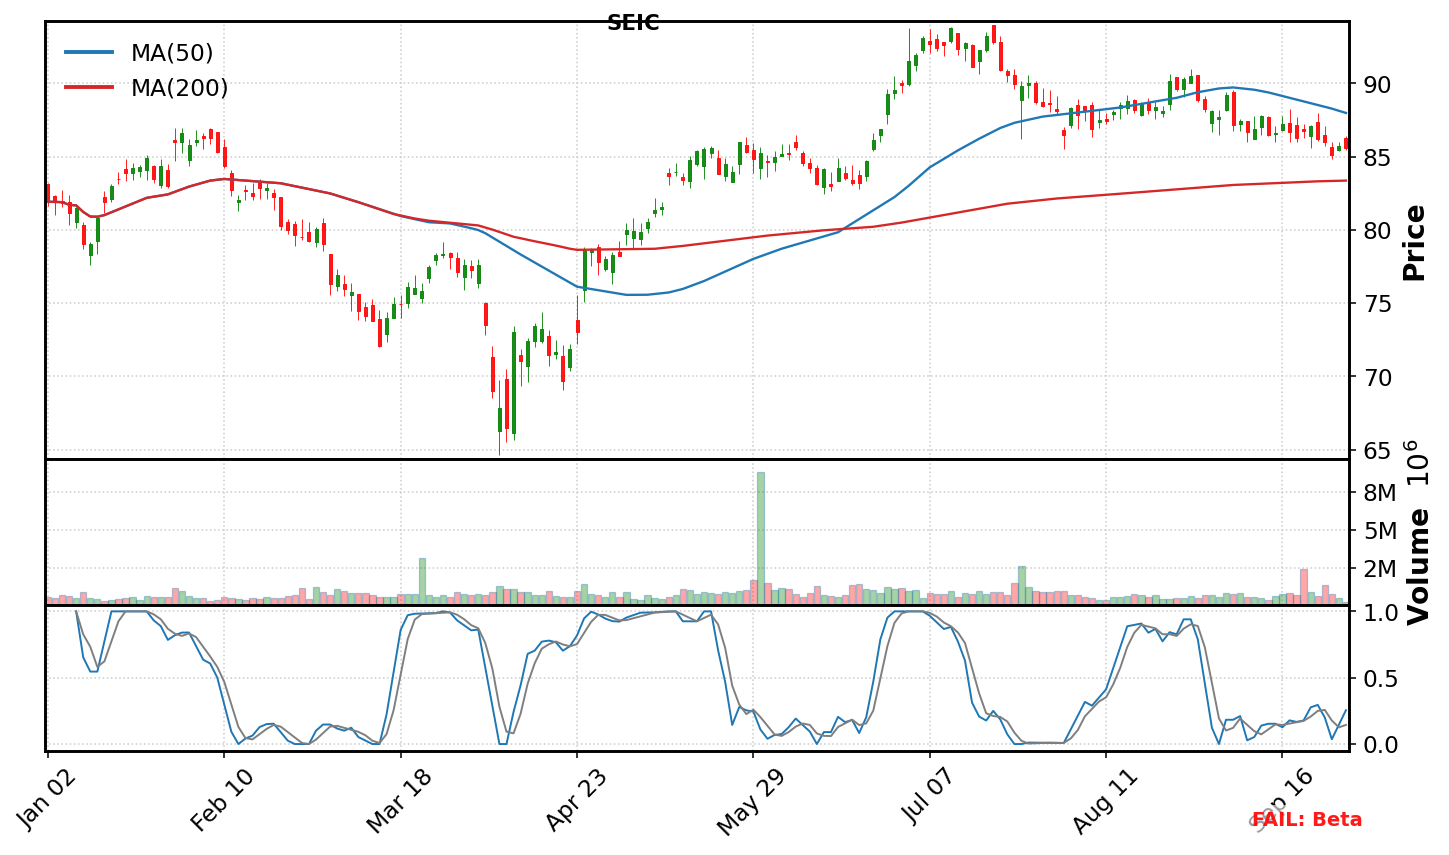 SEIC
MA(50)
MA(200)
90
85
80
75
70
65
Price
8M
5M
2M
Volume 10^6
1.0
0.5
0.0
Jan 02
Feb 10
Mar 18
Apr 23
May 29
Jul 07
Aug 11
Sep 16
FAIL: Beta